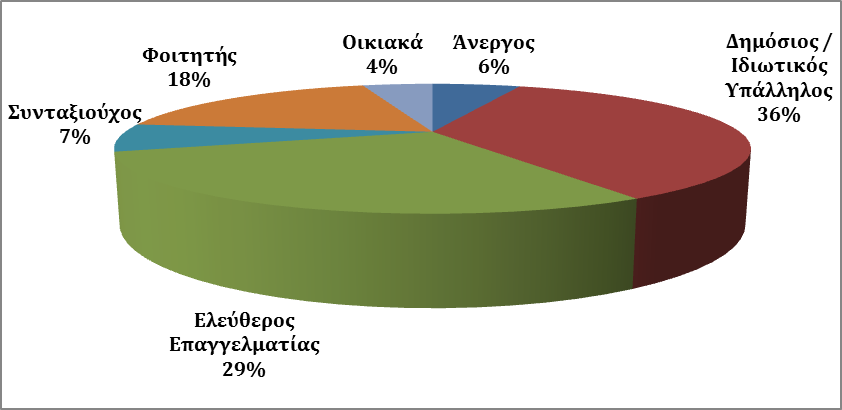 Οικιακά
4%
Άνεργος
6%
Δημόσιος /
Ιδιωτικός
Υπάλληλος
36%
Φοιτητής
18%
Συνταξιούχος
7%
Ελεύθερος
Επαγγελματίας
29%